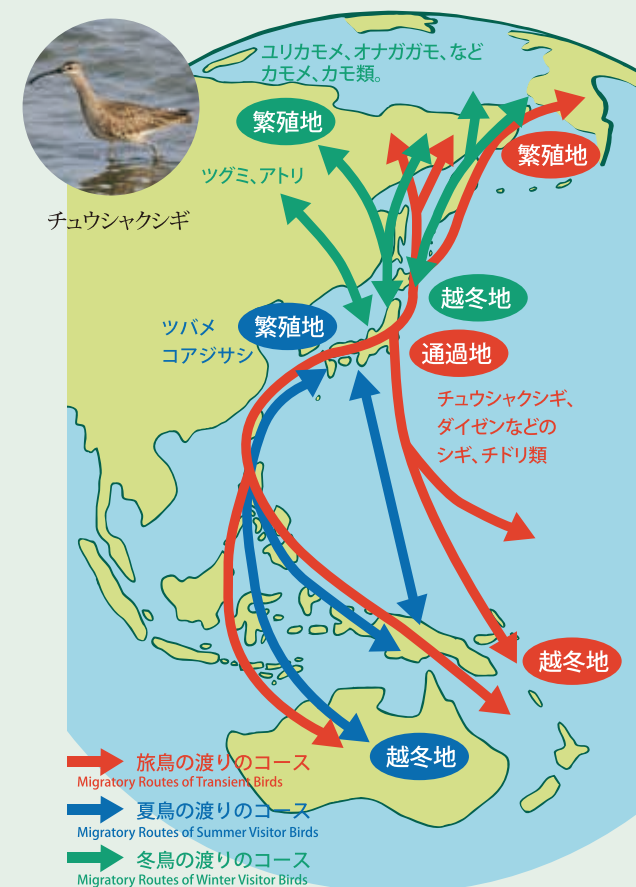 ユリカモメ、オナガガモ、など
カモメ、カモ類。
繁殖地
繁殖地
ツグミ、アトリ
チュウシャクシギ
越冬地
ツバメ
コアジサシ
繁殖地
通過地
チュウシャクシギ、
ダイゼンなどの
シギ、チドリ類
越冬地
越冬地
旅鳥の渡りのコース
Migratory Routes of Transient Birds
夏鳥の渡りのコース
Migratory Routes of Summer Visitor Birds
冬鳥の渡りのコース
Migratory Routes of Winter Visitor Birds